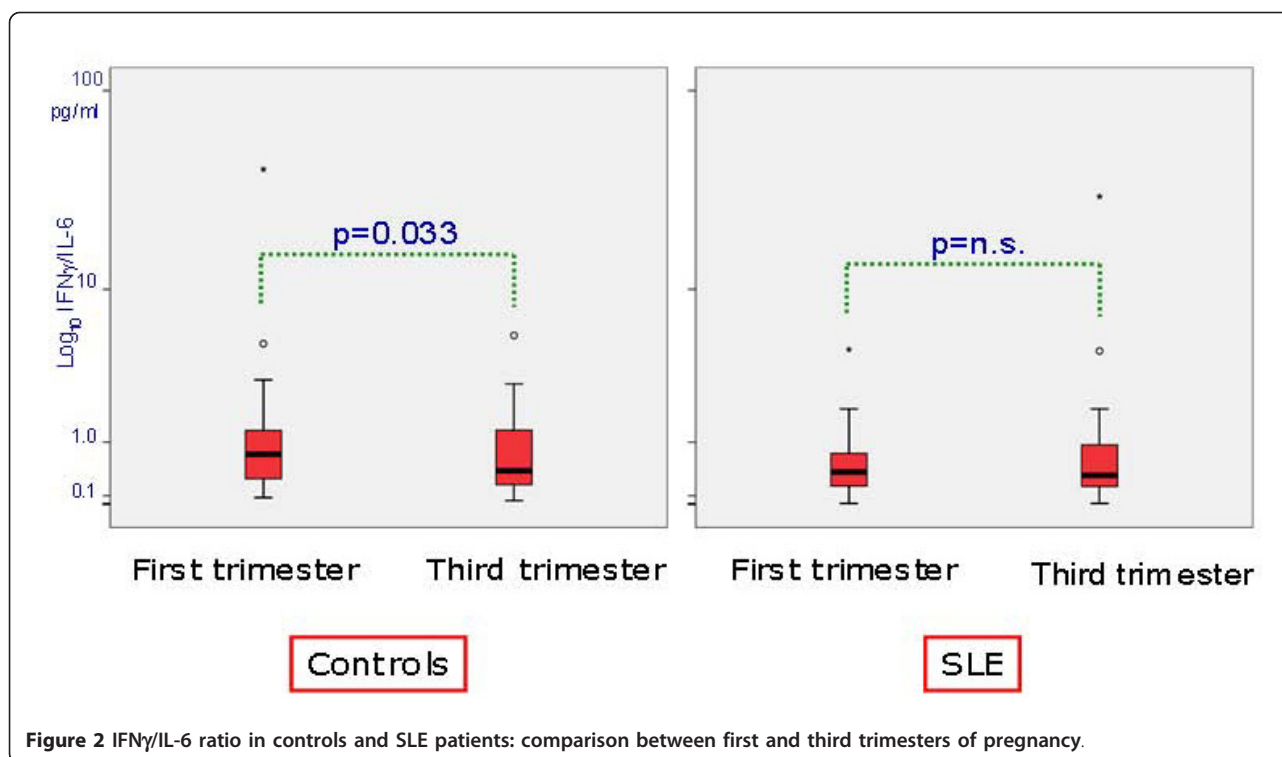 100
pg/ml
Log₁₀ IFNγ/IL-6
10
1.0
0.1
p=0.033
p=n.s.
First trimester
Third trimester
First trimester
Third trimester
Controls
SLE
Figure 2 IFNγ/IL-6 ratio in controls and SLE patients: comparison between first and third trimesters of pregnancy.